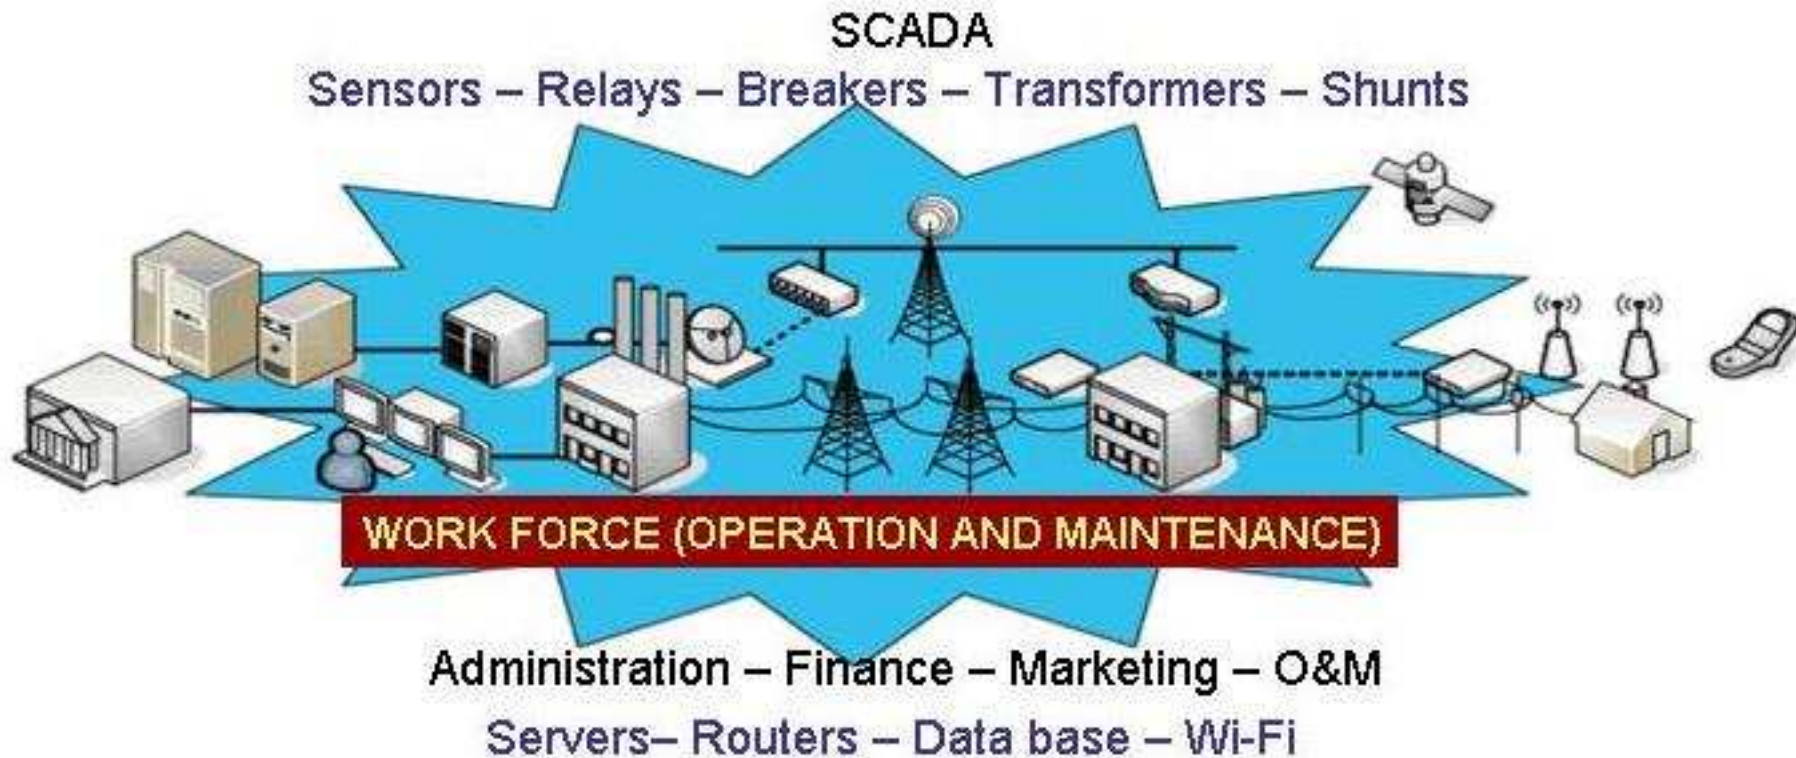 SCADA
Sensors – Relays – Breakers – Transformers – Shunts
WORK FORCE (OPERATION AND MAINTENANCE)
Administration – Finance – Marketing – O&M
Servers– Routers – Data base – Wi-Fi